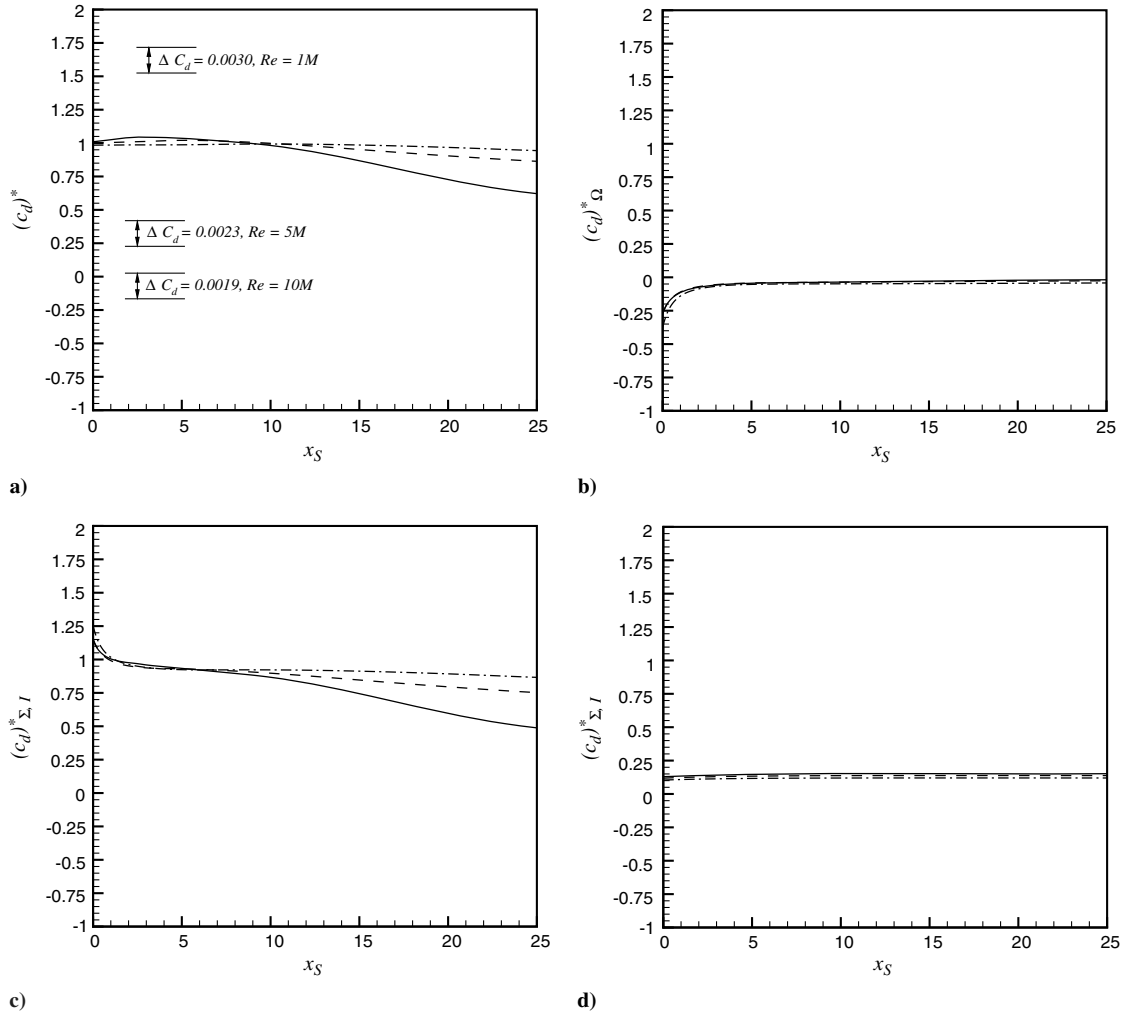 2
1.75
Δ C_d = 0.0030, Re = 1M
1.5
1.25
1
0.75
(c_d)*
0.5
Δ C_d = 0.0023, Re = 5M
0.25
0
Δ C_d = 0.0019, Re = 10M
-0.25
-0.5
-0.75
-1
0 5 10 15 20 25
x_S
a)
2
1.75
1.5
1.25
1
0.75
(c_d)*_Ω
0.5
0.25
0
-0.25
-0.5
-0.75
-1
0 5 10 15 20 25
x_S
b)
2
1.75
1.5
1.25
1
0.75
(c_d)*_Σ, I
0.5
0.25
0
-0.25
-0.5
-0.75
-1
0 5 10 15 20 25
x_S
c)
2
1.75
1.5
1.25
1
0.75
(c_d)*_Σ, I
0.5
0.25
0
-0.25
-0.5
-0.75
-1
0 5 10 15 20 25
x_S
d)